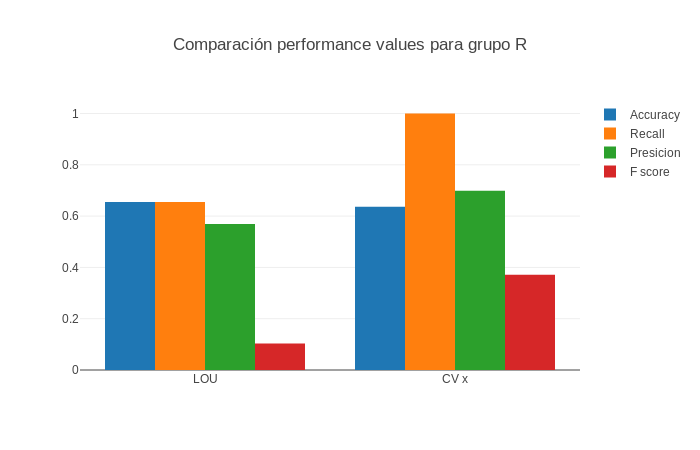 Comparación performance values para grupo R
1
0.8
0.6
0.4
0.2
0
LOU
CV x
Accuracy
Recall
Presicion
F score